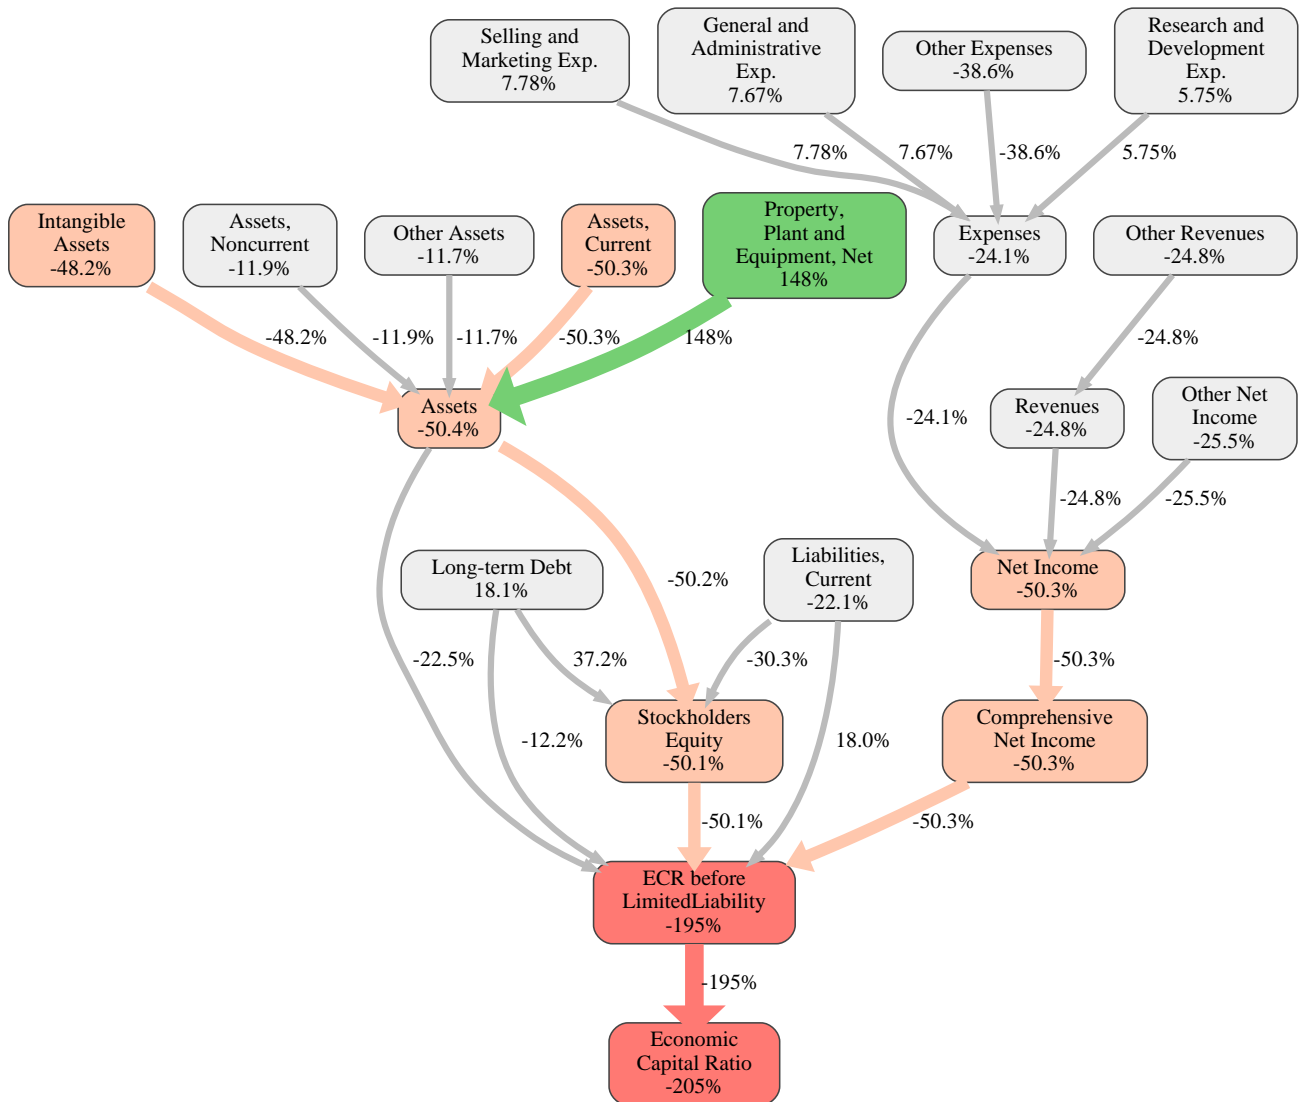 Selling and
Marketing Exp.
7.78%
General and
Administrative
Exp.
7.67%
Other Expenses
-38.6%
Research and
Development
Exp.
5.75%
7.78%
7.67%
-38.6%
5.75%
Intangible
Assets
-48.2%
Assets,
Noncurrent
-11.9%
Other Assets
-11.7%
Assets,
Current
-50.3%
Property,
Plant and
Equipment, Net
148%
Expenses
-24.1%
Other Revenues
-24.8%
-48.2%
-11.9%
-11.7%
-50.3%
148%
-24.8%
Assets
-50.4%
-24.1%
Revenues
-24.8%
Other Net
Income
-25.5%
-24.8%
-25.5%
Long-term Debt
18.1%
-50.2%
Liabilities,
Current
-22.1%
Net Income
-50.3%
-22.5%
37.2%
-30.3%
-50.3%
-12.2%
Stockholders
Equity
-50.1%
18.0%
Comprehensive
Net Income
-50.3%
-50.1%
-50.3%
ECR before
LimitedLiability
-195%
-195%
Economic
Capital Ratio
-205%